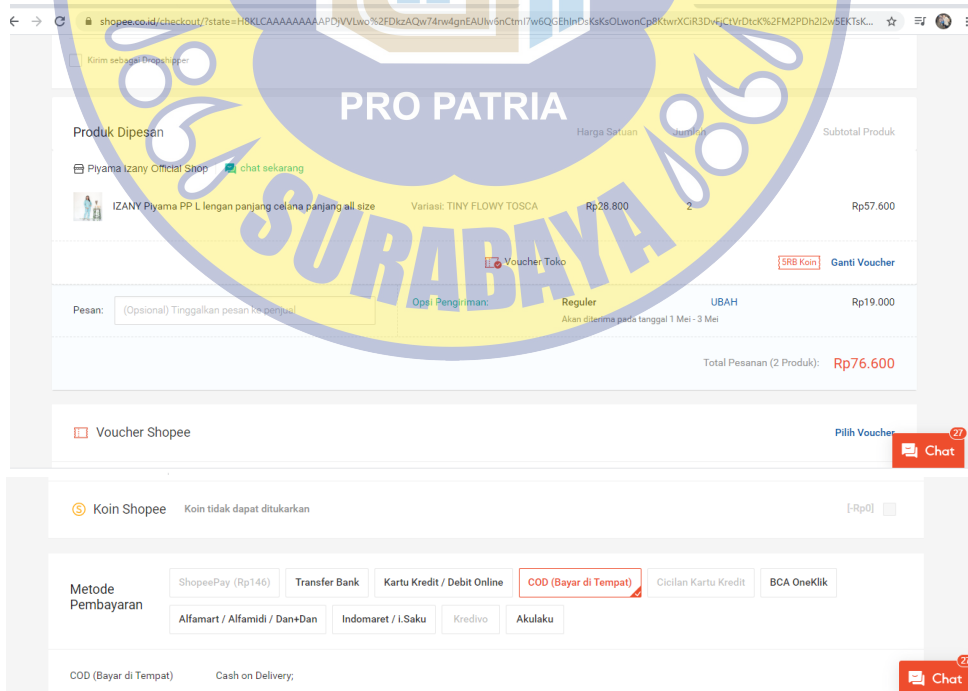 shopee.co.id/checkout/?state=H8KLCAAAAAAAAAPDjVVLwo%2FDkzAQw74rw4gnEAUIw6nCtmI7w6QGEhInDsKsKsOLwonCp8KtwrXCiR3DvFjCtVrDtcK%2FM2PDh2I2w5EKTsK...
Kirim sebagai Dropshipper
PRO PATRIA
Produk Dipesan Harga Satuan Jumlah Subtotal Produk
Piyama Izany Official Shop chat sekarang
IZANY Piyama PP L lengan panjang celana panjang all size Variasi: TINY FLOWY TOSCA Rp28.800 2 Rp57.600
SURABAYA
Voucher Toko 5RB Koin Ganti Voucher
Pesan: (Opsional) Tinggalkan pesan ke penjual Opsi Pengiriman: Reguler UBAH Rp19.000
Akan diterima pada tanggal 1 Mei - 3 Mei
Total Pesanan (2 Produk): Rp76.600
Voucher Shopee Pilih Voucher
27
Chat
Koin Shopee Koin tidak dapat ditukarkan [-Rp0]
Metode Pembayaran
ShopeePay (Rp146) Transfer Bank Kartu Kredit / Debit Online COD (Bayar di Tempat) Cicilan Kartu Kredit BCA OneKlik
Alfamart / Alfamidi / Dan+Dan Indomaret / i.Saku Kredivo Akulaku
COD (Bayar di Tempat) Cash on Delivery;
27
Chat